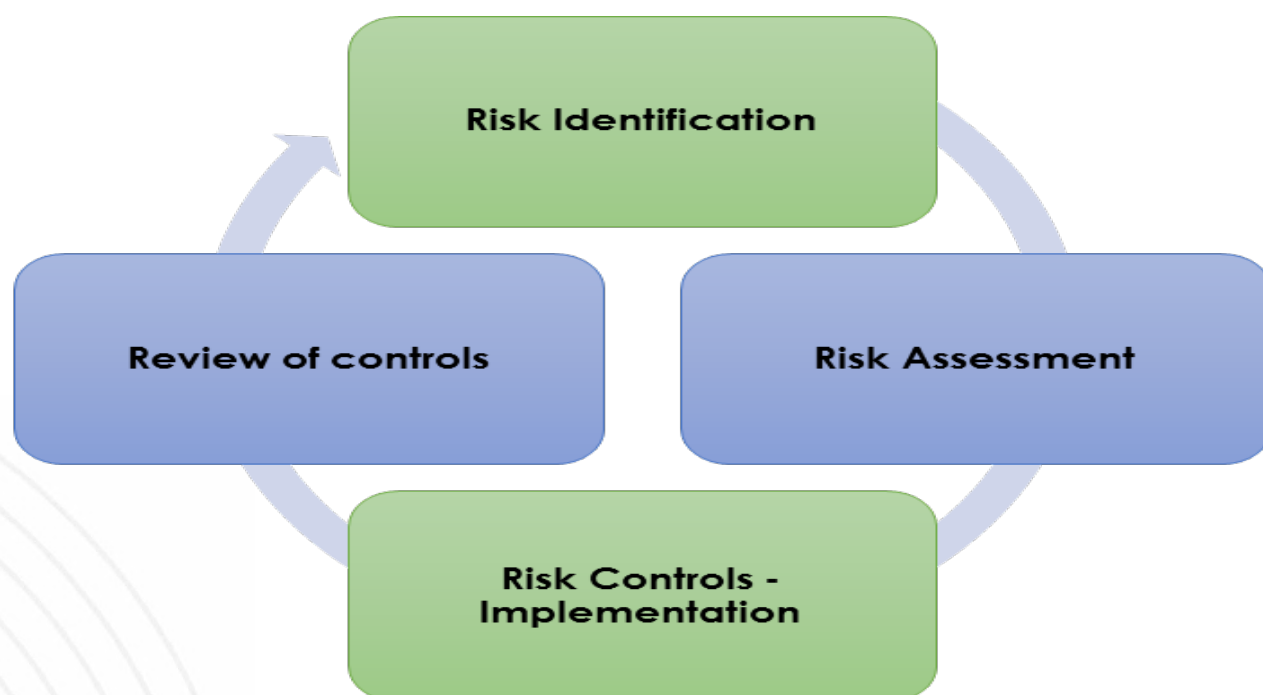 Risk Identification
Review of controls
Risk Assessment
Risk Controls -
Implementation